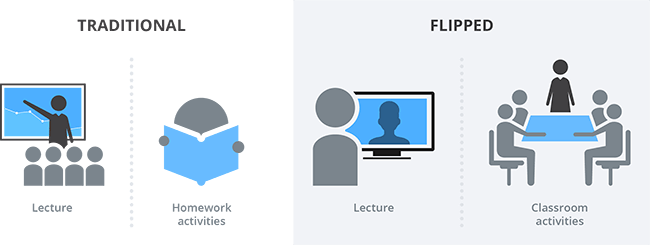 TRADITIONAL
Lecture
Homework
activities
FLIPPED
Lecture
Classroom
activities